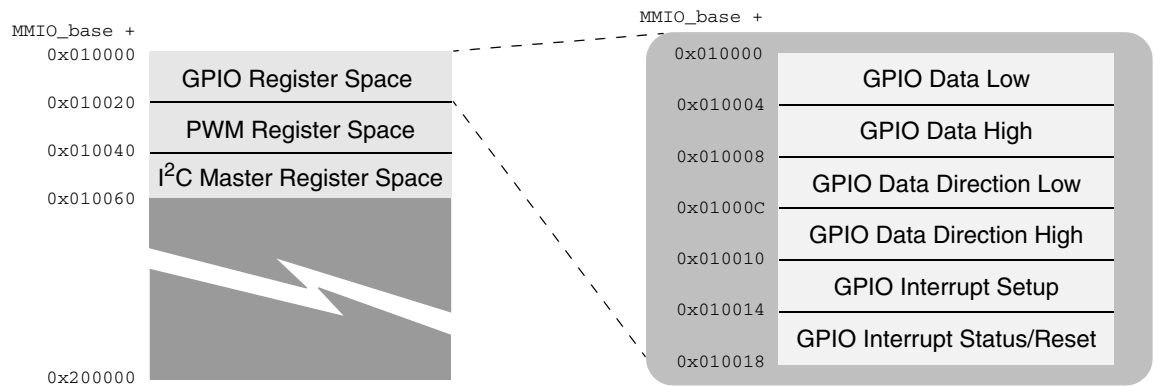 MMIO_base +
0x010000
GPIO Register Space
0x010020
PWM Register Space
0x010040
I²C Master Register Space
0x010060
0x200000
MMIO_base +
0x010000
GPIO Data Low
0x010004
GPIO Data High
0x010008
GPIO Data Direction Low
0x01000C
GPIO Data Direction High
0x010010
GPIO Interrupt Setup
0x010014
GPIO Interrupt Status/Reset
0x010018